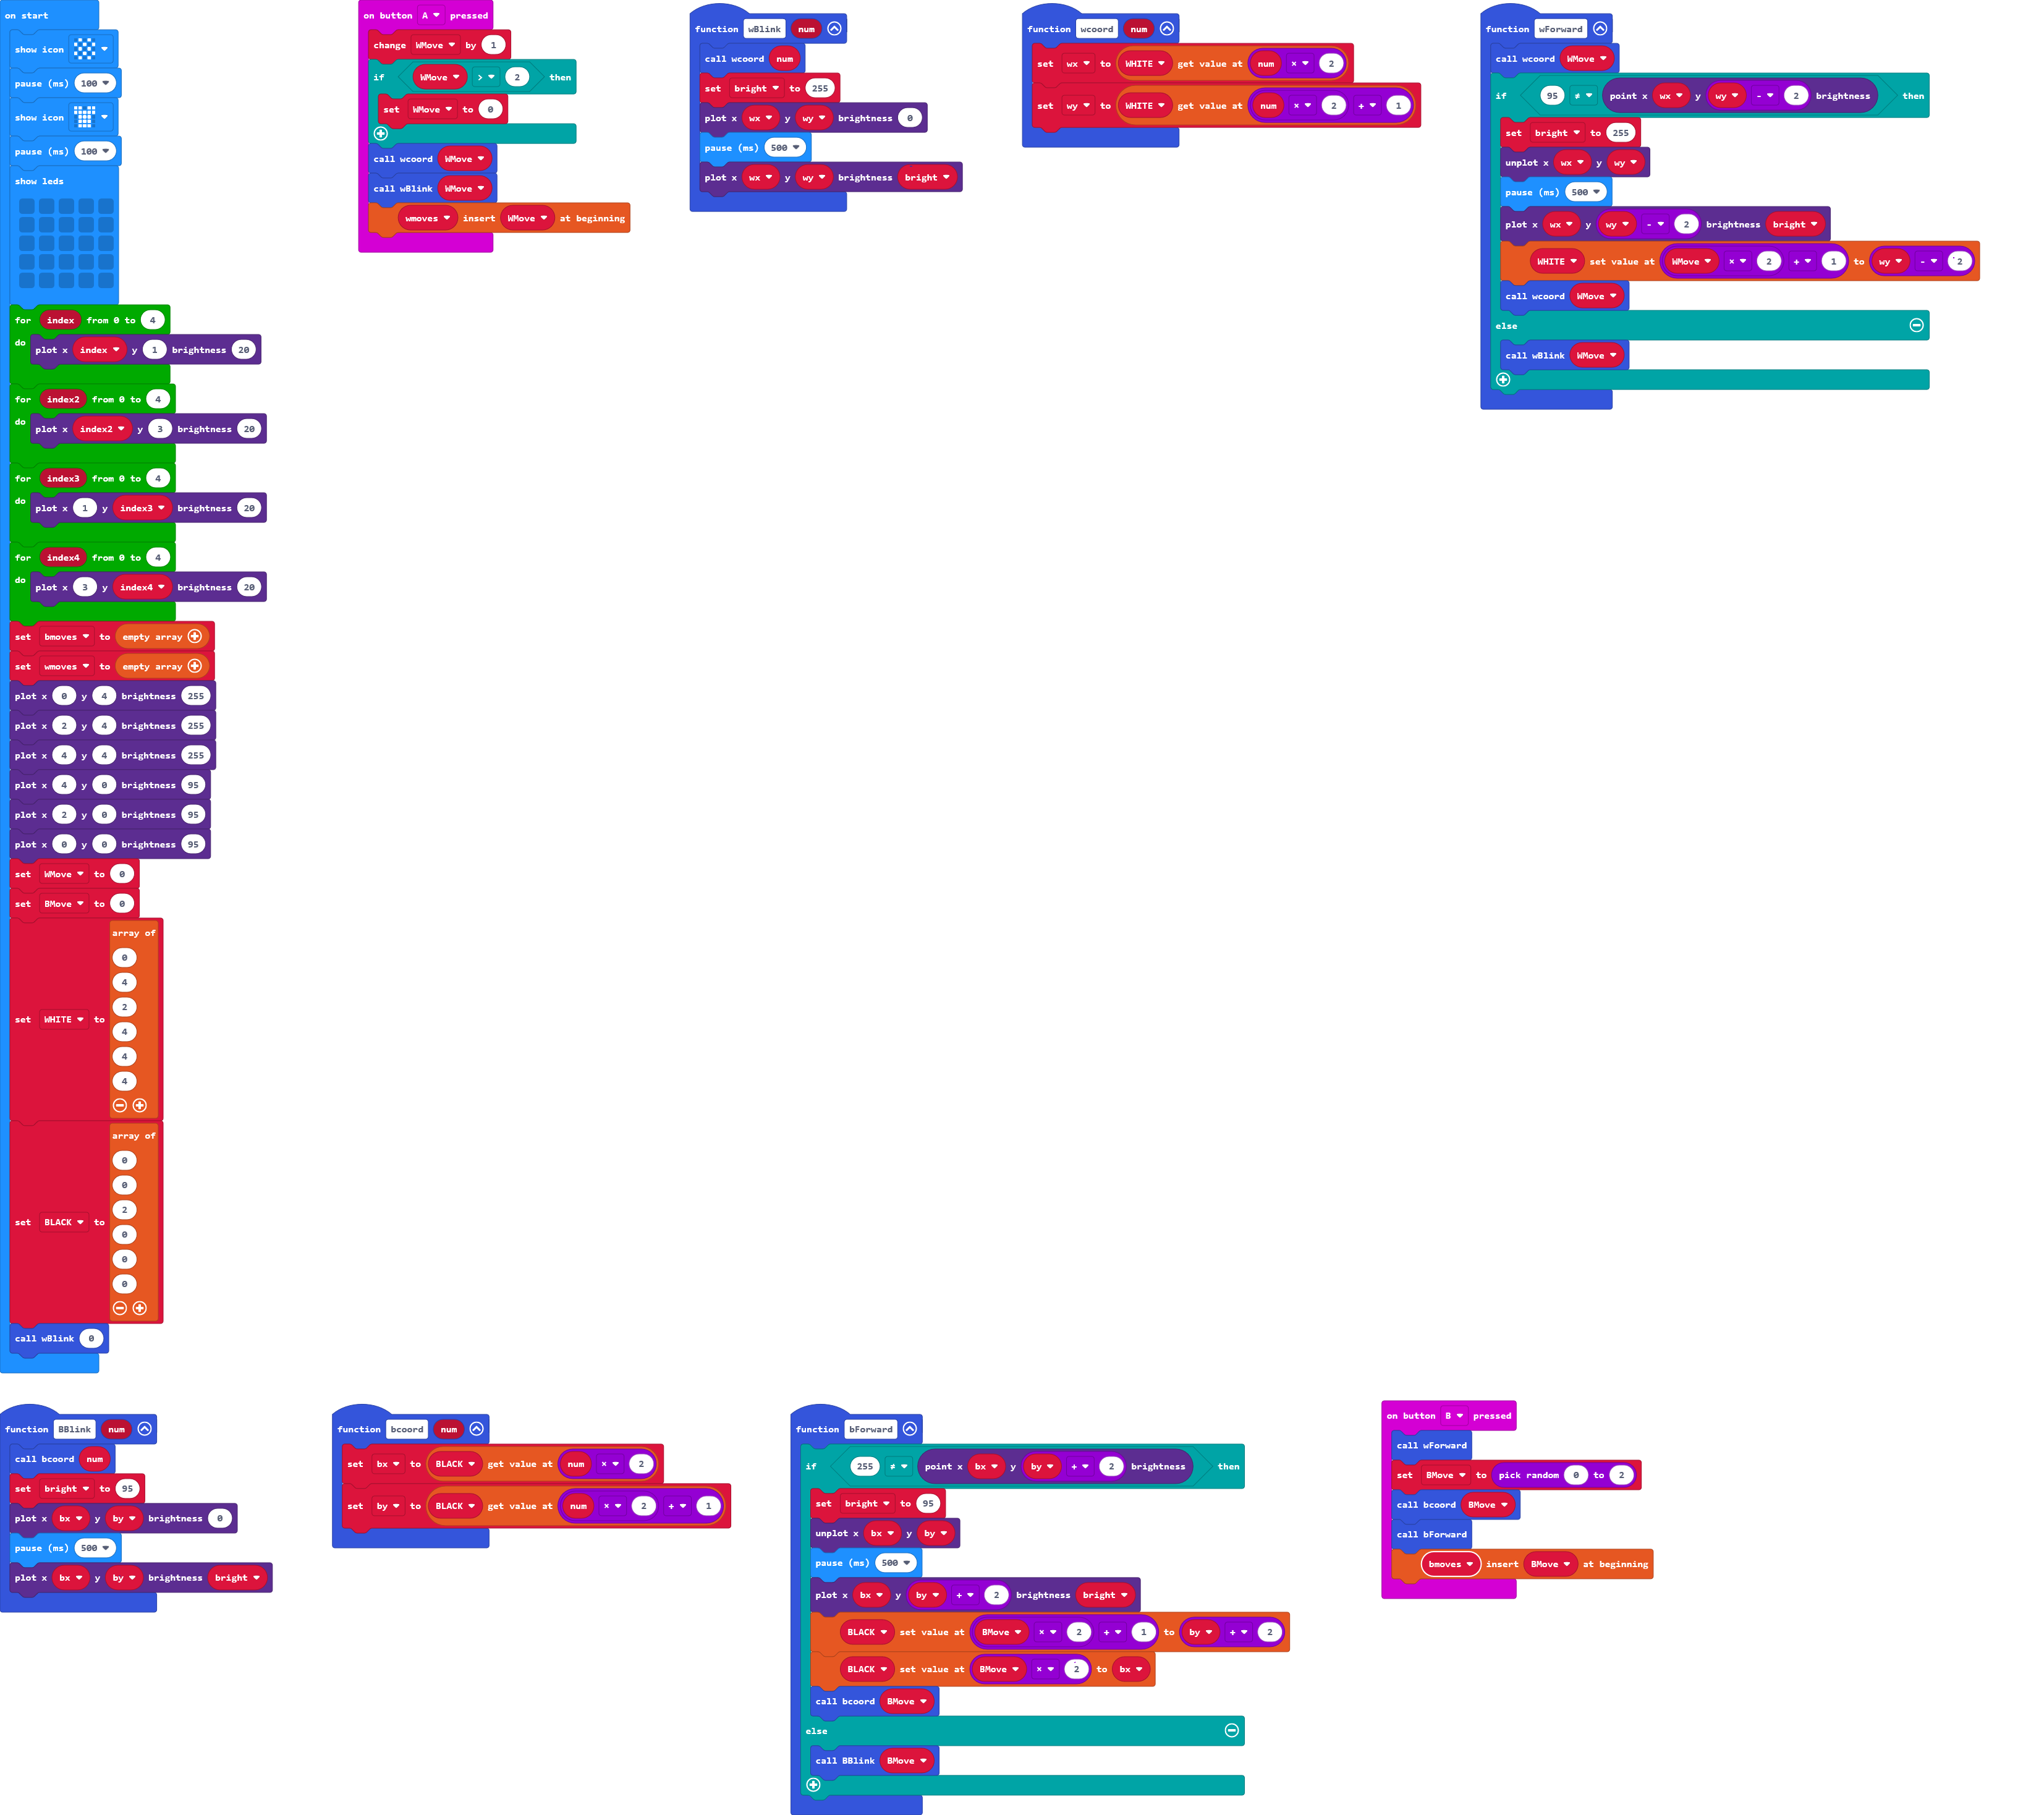 on start
show icon
pause (ms) 100
show icon
pause (ms) 100
show leds
for index from 0 to 4
do plot x index y 1 brightness 20
for index2 from 0 to 4
do plot x index2 y 3 brightness 20
for index3 from 0 to 4
do plot x 1 y index3 brightness 20
for index4 from 0 to 4
do plot x 3 y index4 brightness 20
set bmoves to empty array
set wmoves to empty array
plot x 0 y 4 brightness 255
plot x 2 y 4 brightness 255
plot x 4 y 4 brightness 255
plot x 4 y 0 brightness 95
plot x 2 y 0 brightness 95
plot x 0 y 0 brightness 95
set WMove to 0
set BMove to 0
set WHITE to array of
0
4
2
4
4
4
set BLACK to array of
0
0
2
0
0
0
call wBlink 0
on button A pressed
change WMove by 1
if WMove > 2 then
set WMove to 0
call wcoord WMove
call wBlink WMove
wmoves insert WMove at beginning
function wBlink num
call wcoord num
set bright to 255
plot x wx y wy brightness 0
pause (ms) 500
plot x wx y wy brightness bright
function wcoord num
set wx to WHITE get value at num × 2
set wy to WHITE get value at num × 2 + 1
function wForward
call wcoord WMove
if 95 ≠ point x wx y wy - 2 brightness then
set bright to 255
unplot x wx y wy
pause (ms) 500
plot x wx y wy - 2 brightness bright
WHITE set value at WMove × 2 + 1 to wy - 2
call wcoord WMove
else
call wBlink WMove
function BBlink num
call bcoord num
set bright to 95
plot x bx y by brightness 0
pause (ms) 500
plot x bx y by brightness bright
function bcoord num
set bx to BLACK get value at num × 2
set by to BLACK get value at num × 2 + 1
function bForward
if 255 ≠ point x bx y by + 2 brightness then
set bright to 95
unplot x bx y by
pause (ms) 500
plot x bx y by + 2 brightness bright
BLACK set value at BMove × 2 + 1 to by + 2
BLACK set value at BMove × 2 to bx
call bcoord BMove
else
call BBlink BMove
on button B pressed
call wForward
set BMove to pick random 0 to 2
call bcoord BMove
call bForward
bmoves insert BMove at beginning